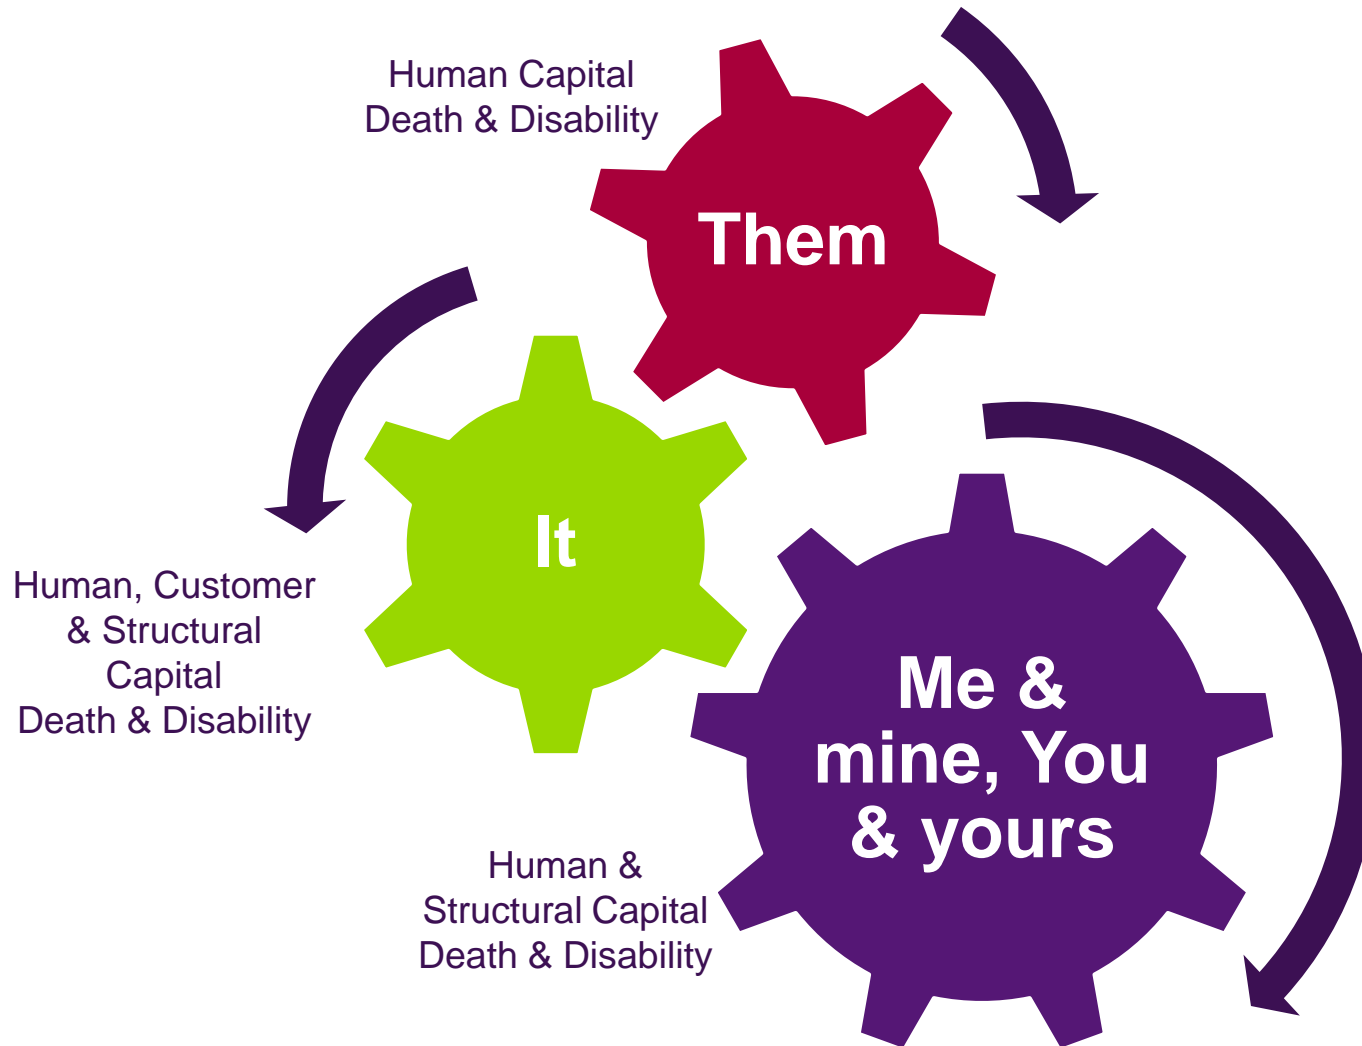 Human Capital
Death & Disability
Them
It
Human, Customer
& Structural
Capital
Death & Disability
Me &
mine, You
& yours
Human &
Structural Capital
Death & Disability